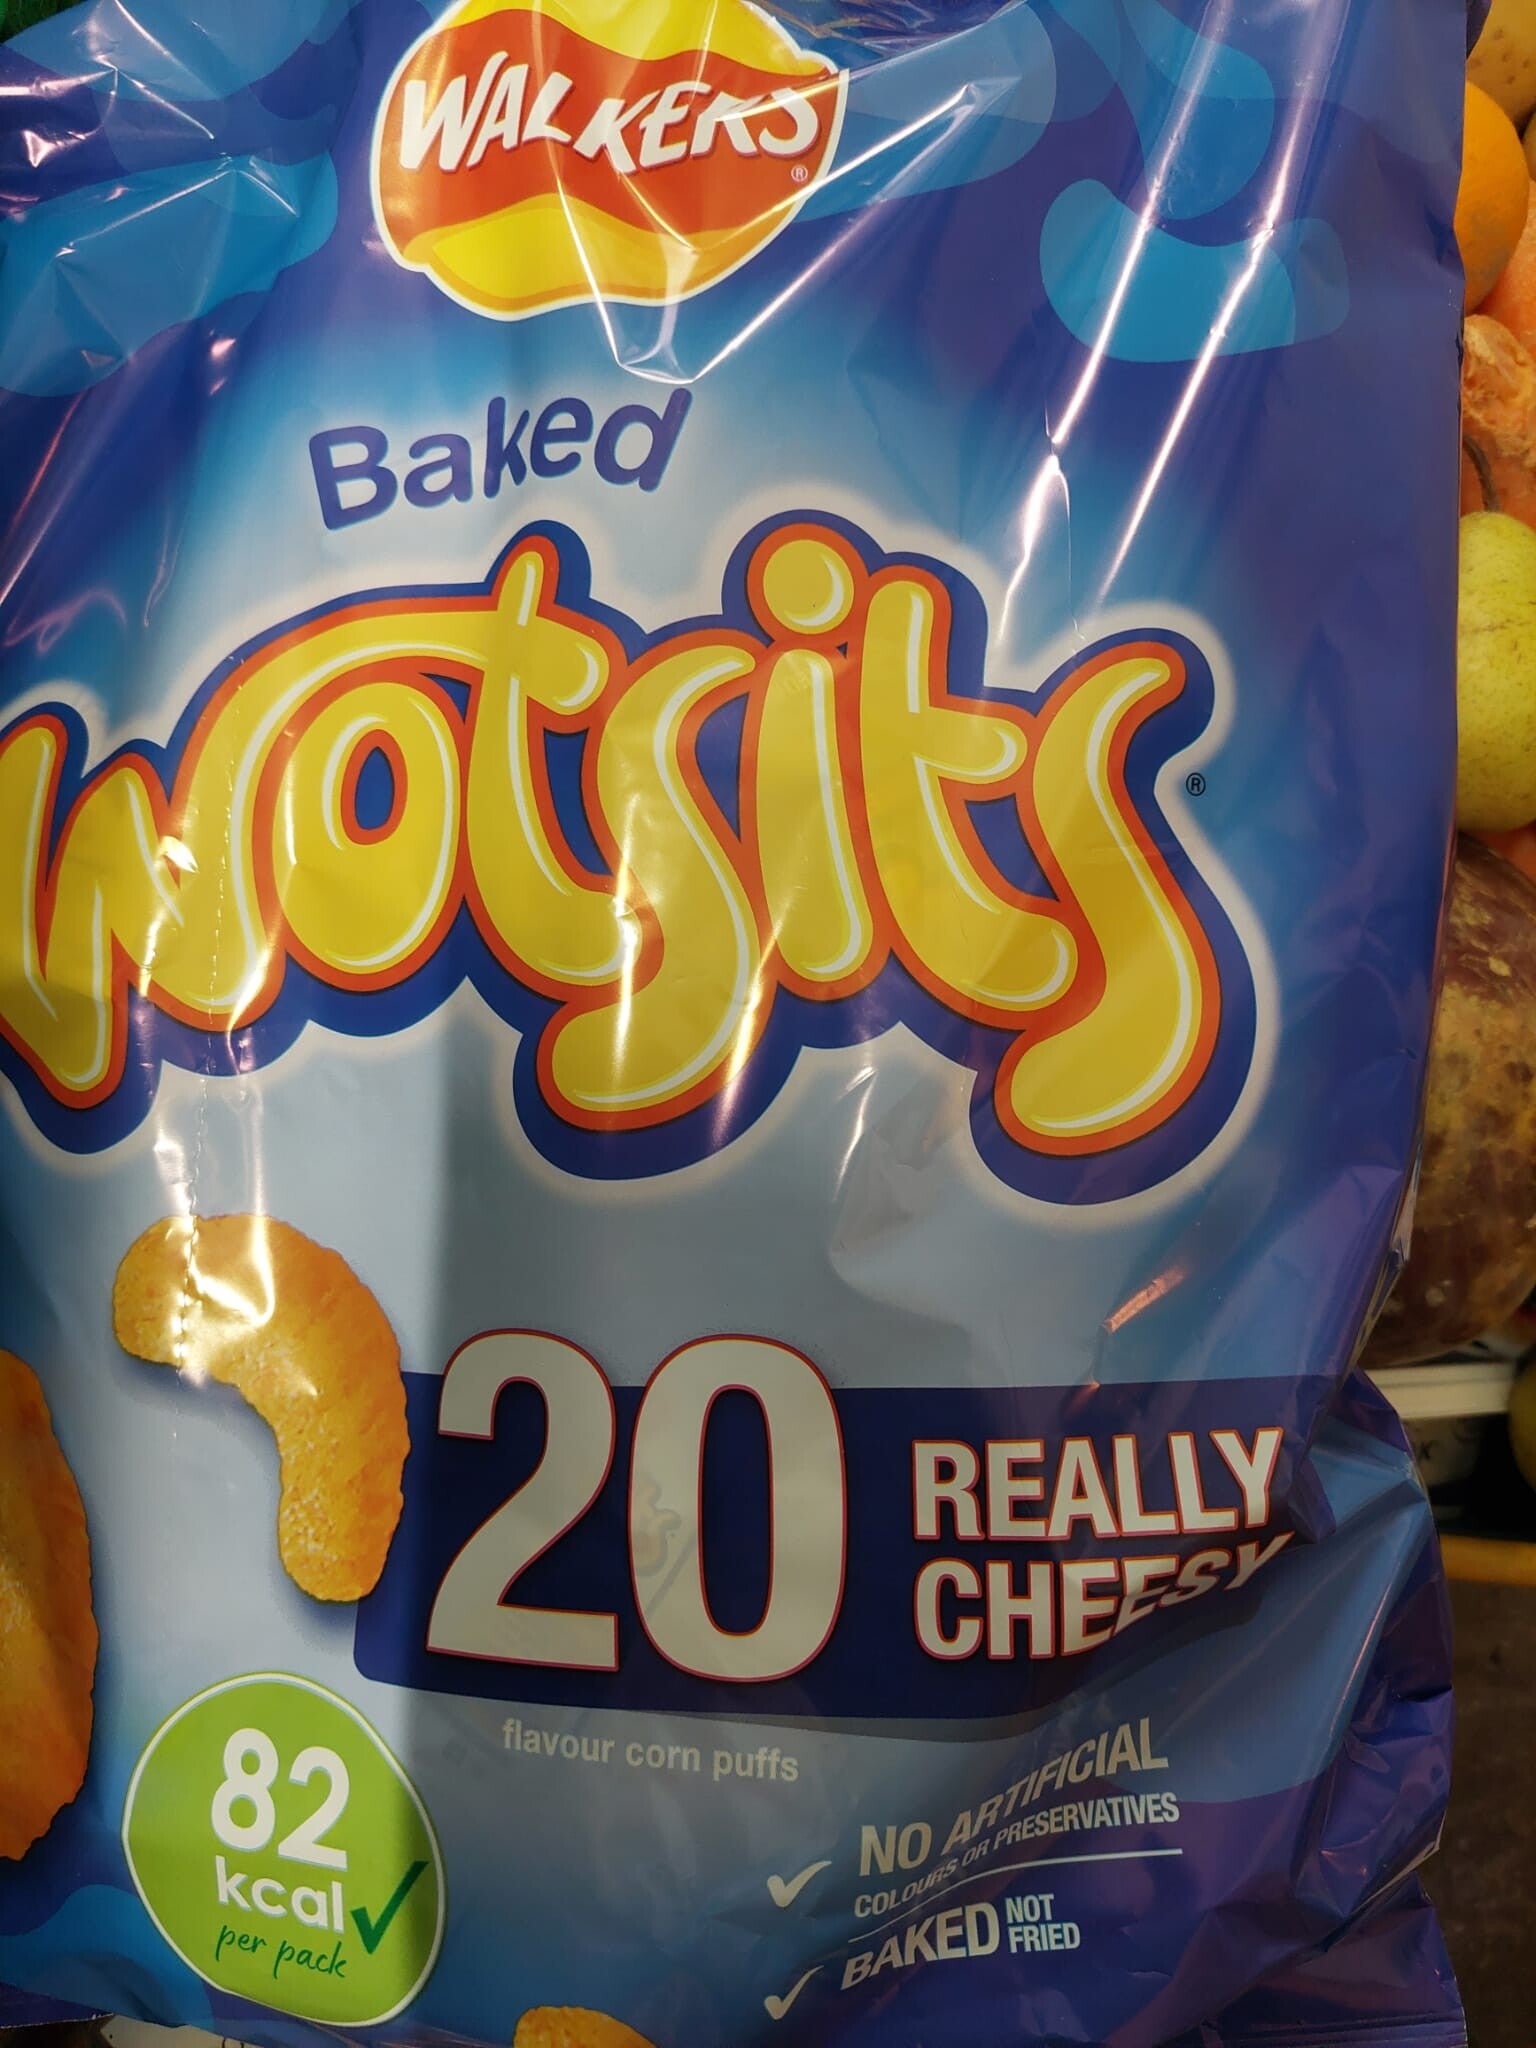 WALKERS
®
Baked
wotsits
®
20
REALLY
CHEESY
flavour corn puffs
82
kcal
per pack
NO ARTIFICIAL
COLOURS OR PRESERVATIVES
BAKED NOT FRIED